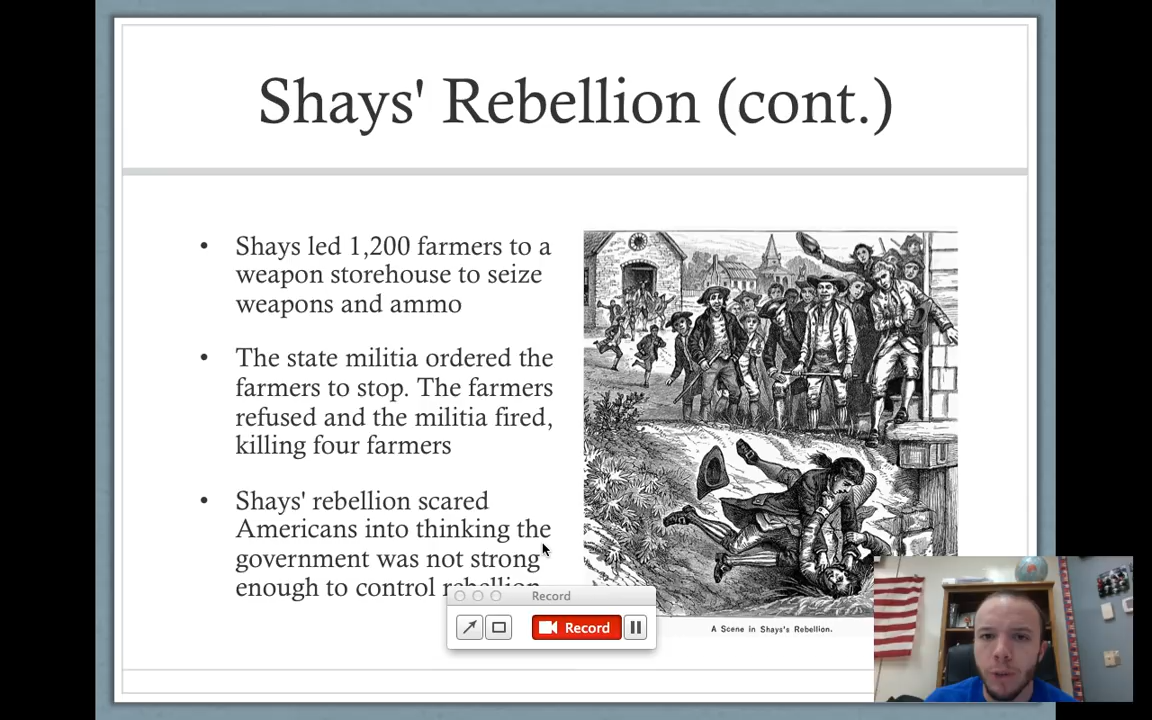 Shays' Rebellion (cont.)
• Shays led 1,200 farmers to a
weapon storehouse to seize
weapons and ammo
• The state militia ordered the
farmers to stop. The farmers
refused and the militia fired,
killing four farmers
• Shays' rebellion scared
Americans into thinking the
government was not strong
enough to control rebellion
A Scene in Shays's Rebellion.
Record
Record